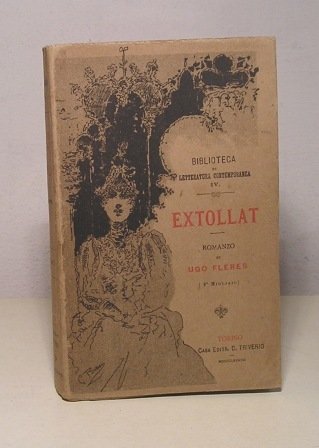 BIBLIOTECA
DI
LETTERATURA CONTEMPORANEA
IV.
EXTOLLAT
ROMANZO
DI
UGO FLERES
TORINO
CASA EDITR. C. TRIVERIO